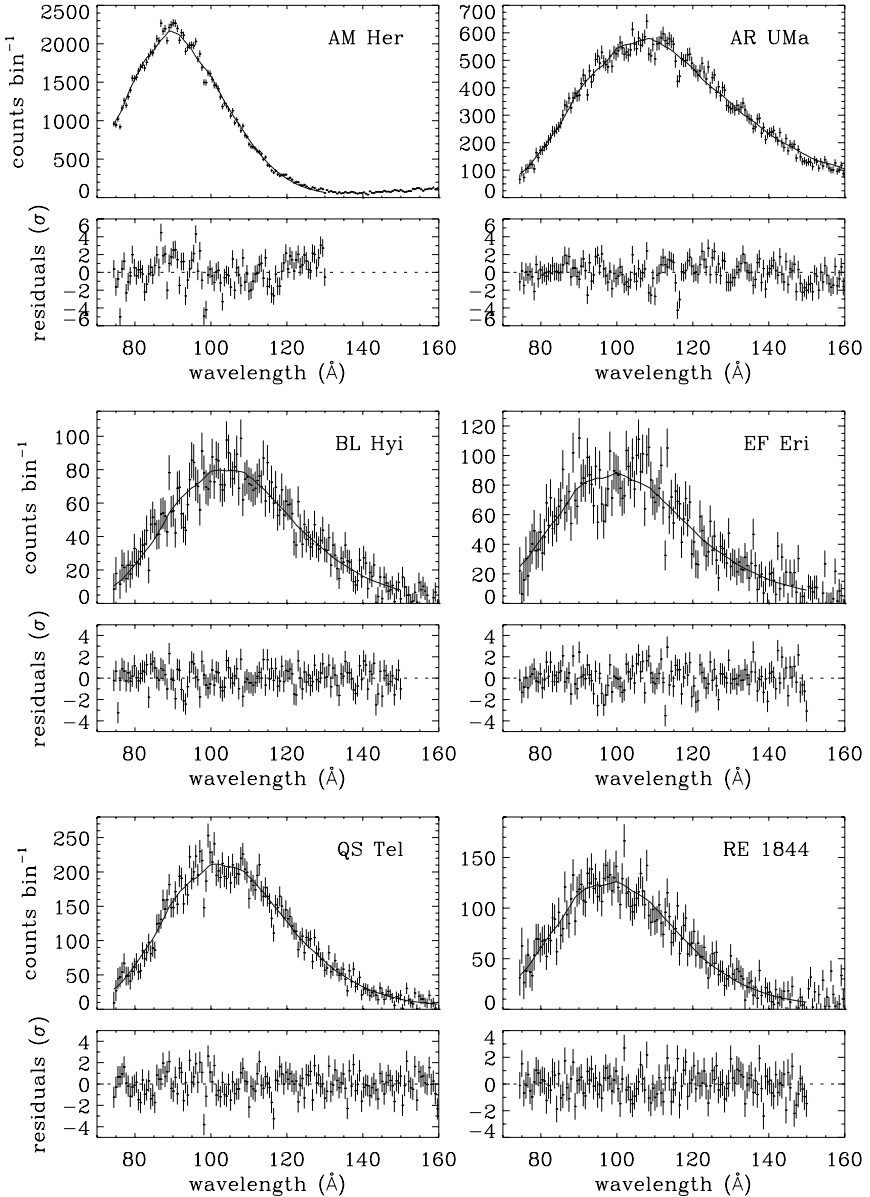 AM Her
2500
2000
1500
1000
500
0
counts bin⁻¹
6
4
2
0
−2
−4
−6
residuals (σ)
80 100 120 140 160
wavelength (Å)
AR UMa
700
600
500
400
300
200
100
0
6
4
2
0
−2
−4
−6
80 100 120 140 160
wavelength (Å)
BL Hyi
100
80
60
40
20
0
counts bin⁻¹
4
2
0
−2
−4
residuals (σ)
80 100 120 140 160
wavelength (Å)
EF Eri
120
100
80
60
40
20
0
4
2
0
−2
−4
80 100 120 140 160
wavelength (Å)
QS Tel
250
200
150
100
50
0
counts bin⁻¹
4
2
0
−2
−4
residuals (σ)
80 100 120 140 160
wavelength (Å)
RE 1844
150
100
50
0
4
2
0
−2
−4
80 100 120 140 160
wavelength (Å)